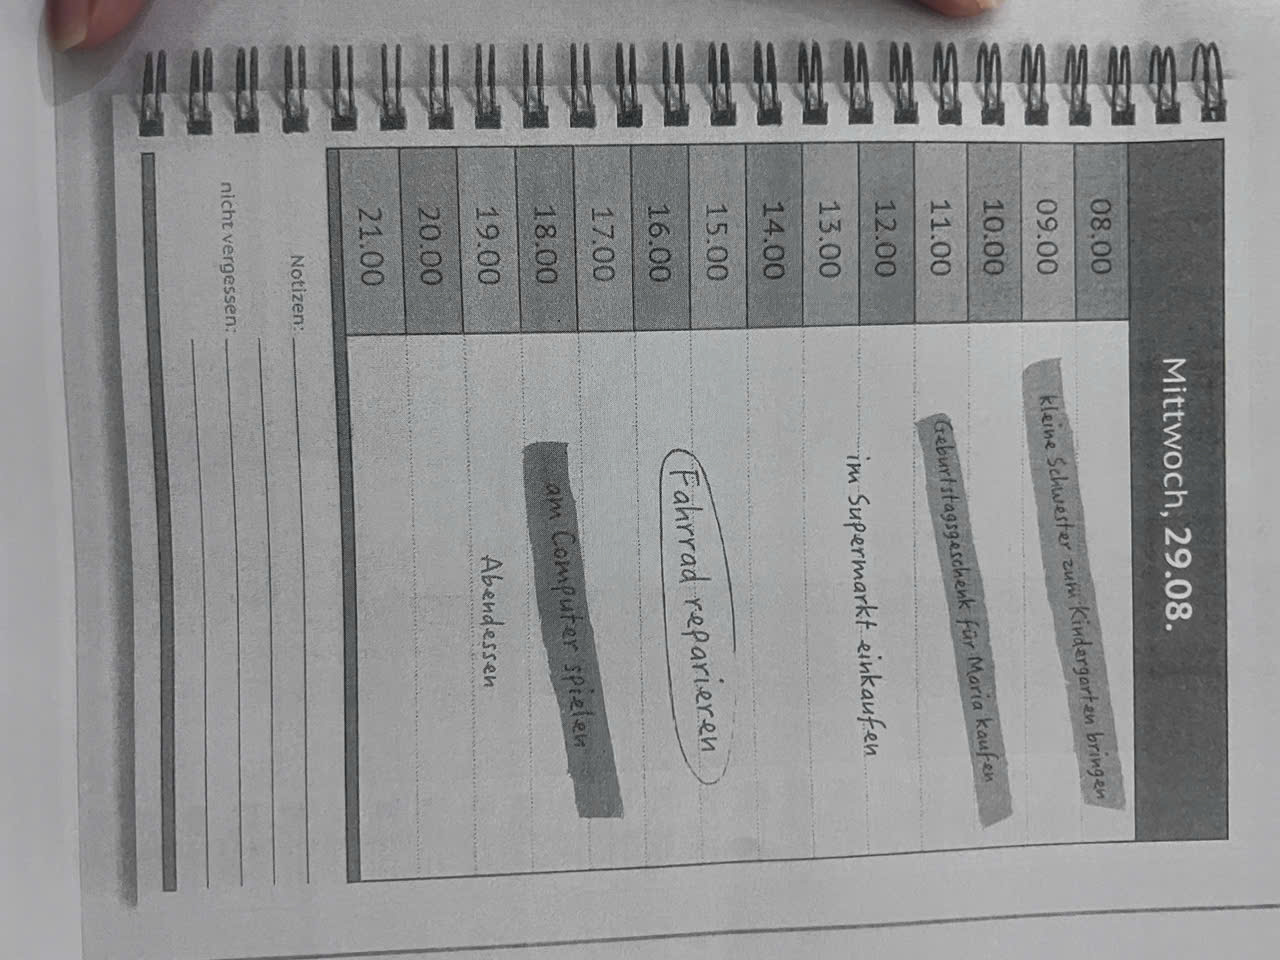 Mittwoch, 29.08.
08.00
09.00 kleine Schwester zum Kindergarten bringen
10.00
11.00 Geburtstagsgeschenk für Maria kaufen
12.00 im Supermarkt einkaufen
13.00
14.00
15.00 Fahrrad reparieren
16.00
17.00
18.00 am Computer spielen
19.00 Abendessen
20.00
21.00
Notizen:
nicht vergessen: